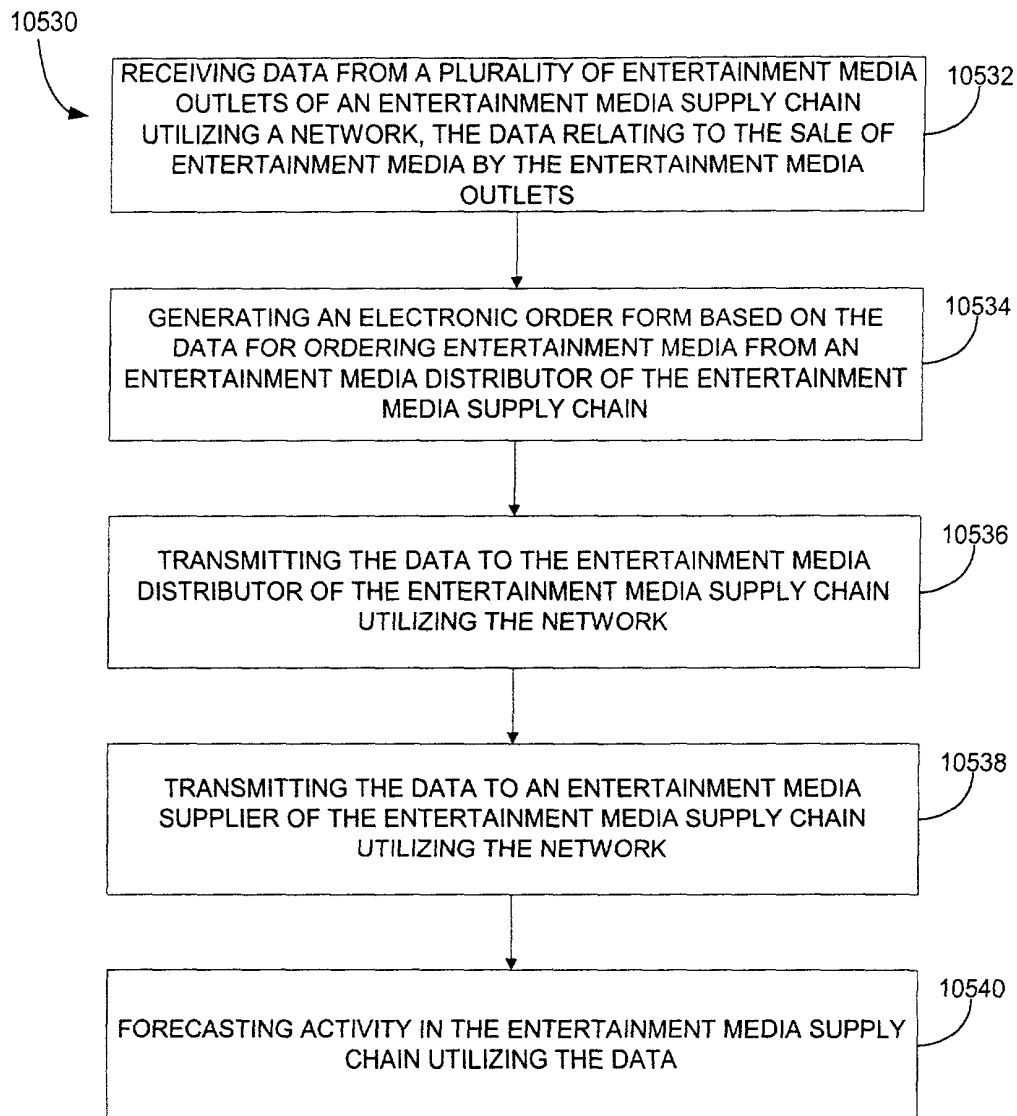 10530
RECEIVING DATA FROM A PLURALITY OF ENTERTAINMENT MEDIA
OUTLETS OF AN ENTERTAINMENT MEDIA SUPPLY CHAIN
UTILIZING A NETWORK, THE DATA RELATING TO THE SALE OF
ENTERTAINMENT MEDIA BY THE ENTERTAINMENT MEDIA
OUTLETS
10532
GENERATING AN ELECTRONIC ORDER FORM BASED ON THE
DATA FOR ORDERING ENTERTAINMENT MEDIA FROM AN
ENTERTAINMENT MEDIA DISTRIBUTOR OF THE ENTERTAINMENT
MEDIA SUPPLY CHAIN
10534
TRANSMITTING THE DATA TO THE ENTERTAINMENT MEDIA
DISTRIBUTOR OF THE ENTERTAINMENT MEDIA SUPPLY CHAIN
UTILIZING THE NETWORK
10536
TRANSMITTING THE DATA TO AN ENTERTAINMENT MEDIA
SUPPLIER OF THE ENTERTAINMENT MEDIA SUPPLY CHAIN
UTILIZING THE NETWORK
10538
FORECASTING ACTIVITY IN THE ENTERTAINMENT MEDIA SUPPLY
CHAIN UTILIZING THE DATA
10540